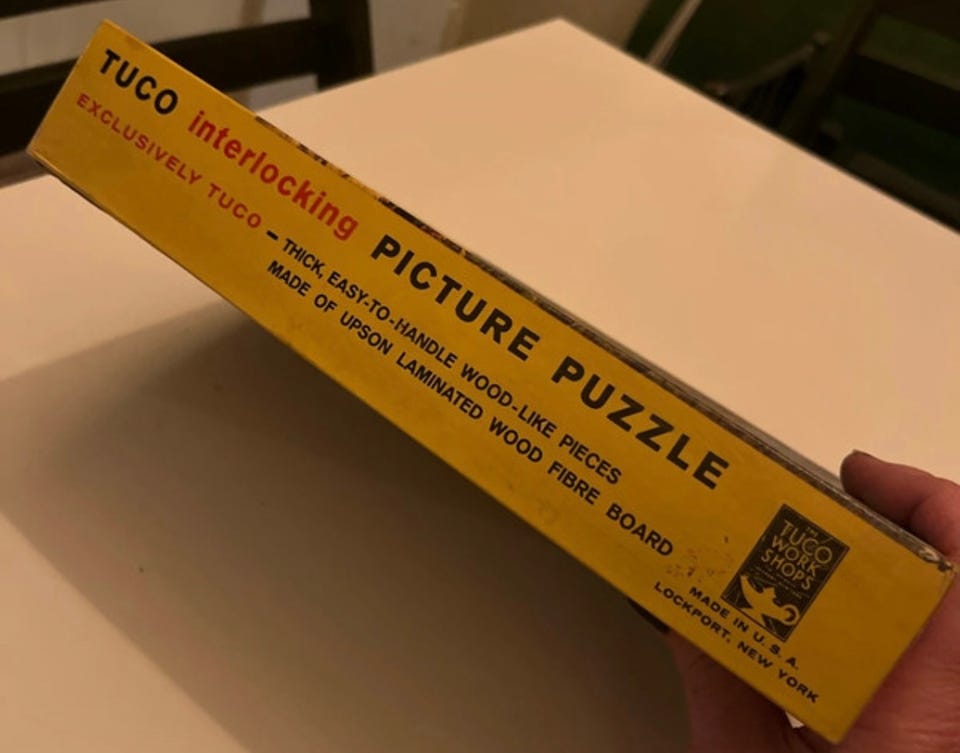 TUCO interlocking PICTURE PUZZLE
EXCLUSIVELY TUCO – THICK, EASY-TO-HANDLE WOOD-LIKE PIECES
MADE OF UPSON LAMINATED WOOD FIBRE BOARD
THE
TUCO
WORK
SHOPS
MADE IN U. S. A.
LOCKPORT, NEW YORK